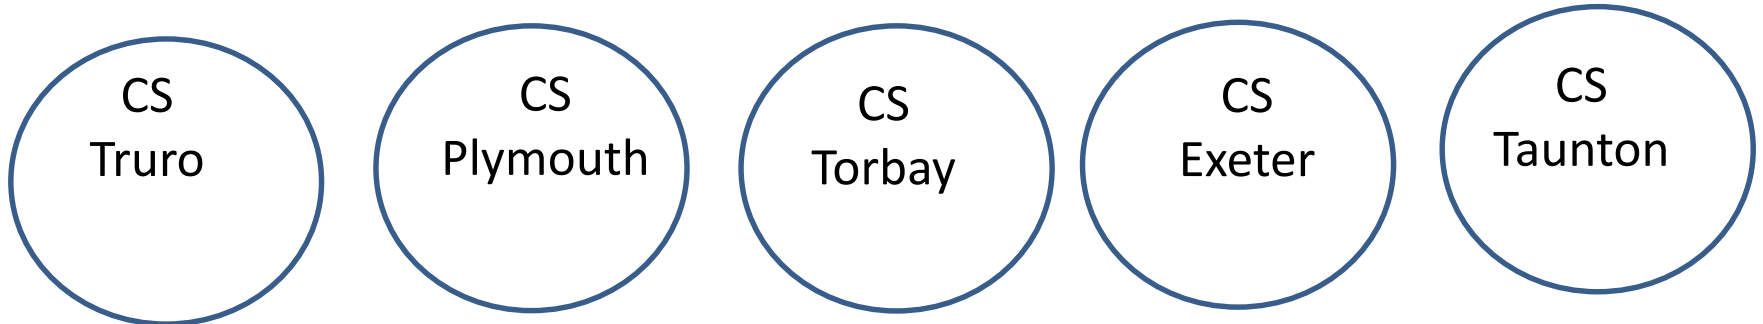 CS
Truro
CS
Plymouth
CS
Torbay
CS
Exeter
CS
Taunton